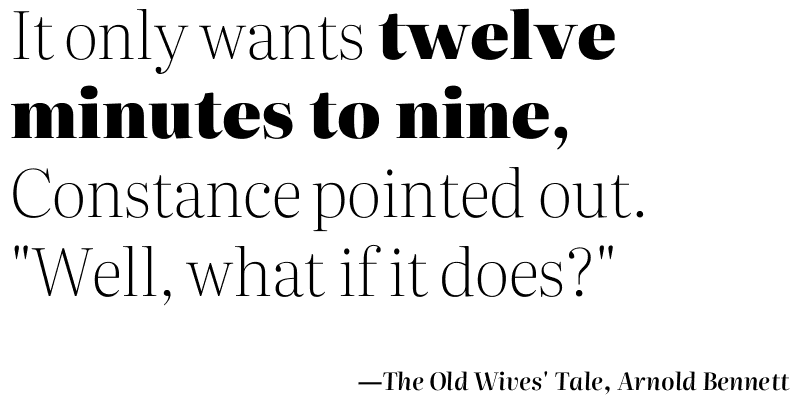 It only wants twelve
minutes to nine,
Constance pointed out.
"Well, what if it does?"
—The Old Wives' Tale, Arnold Bennett